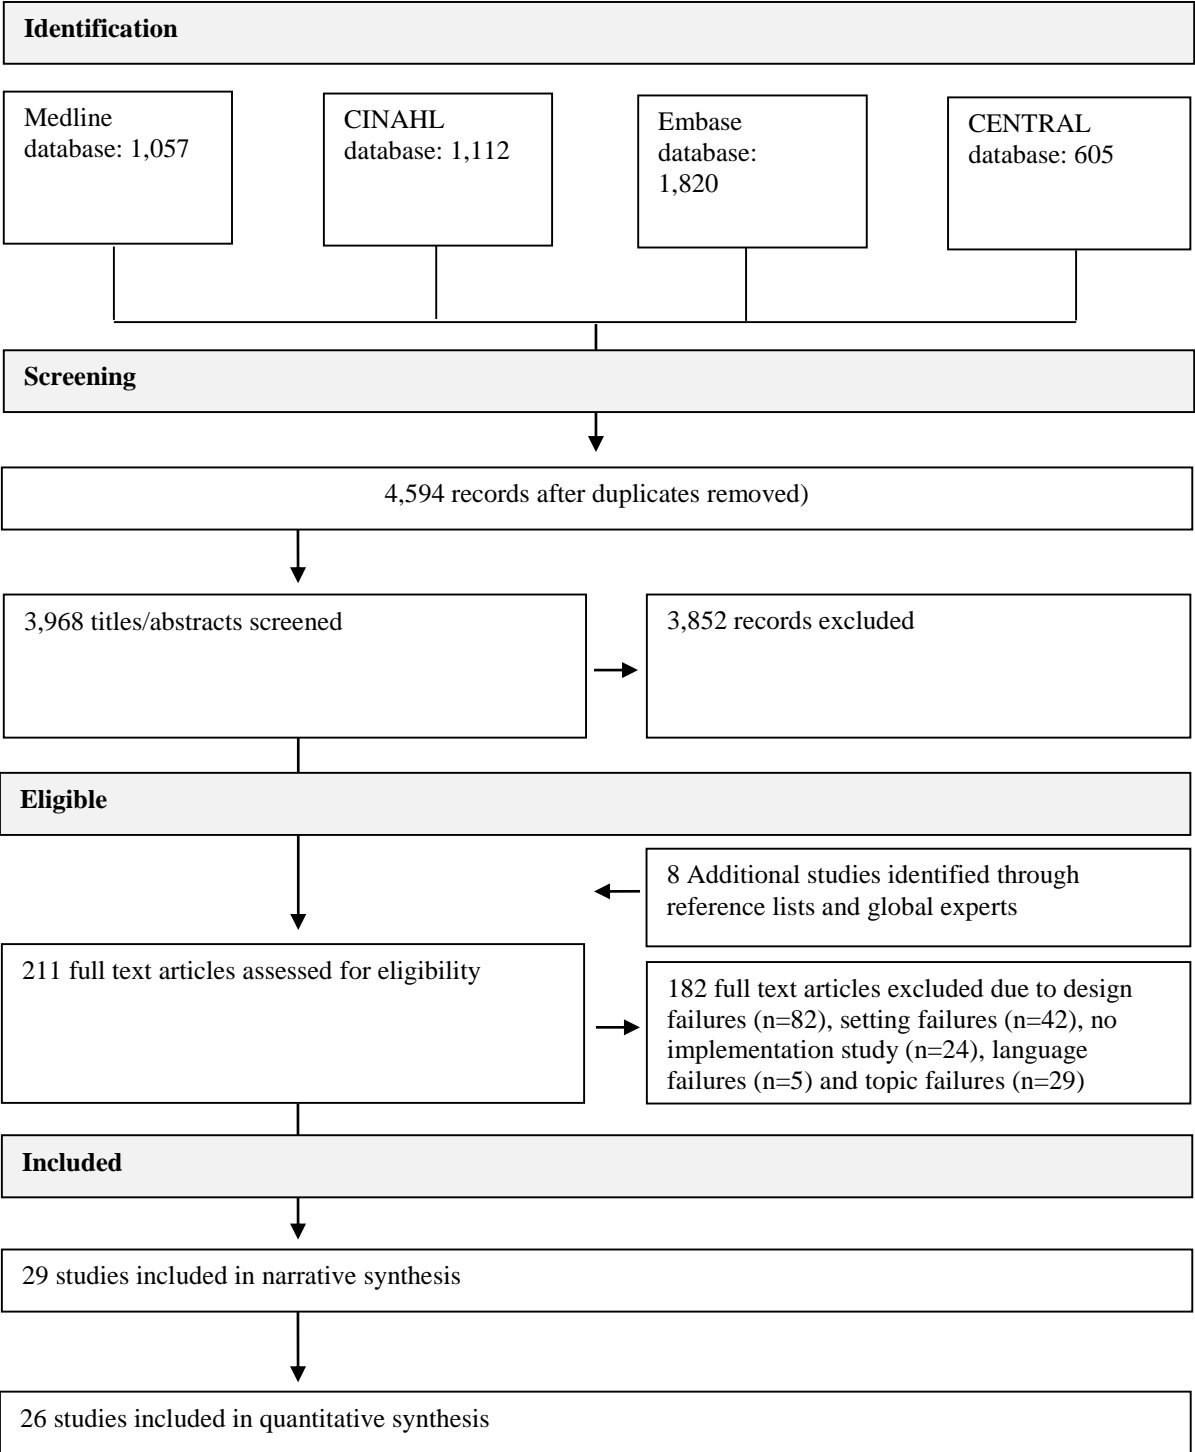 Identification
Medline
database: 1,057
CINAHL
database: 1,112
Embase
database:
1,820
CENTRAL
database: 605
Screening
4,594 records after duplicates removed)
3,968 titles/abstracts screened
3,852 records excluded
Eligible
8 Additional studies identified through
reference lists and global experts
211 full text articles assessed for eligibility
182 full text articles excluded due to design
failures (n=82), setting failures (n=42), no
implementation study (n=24), language
failures (n=5) and topic failures (n=29)
Included
29 studies included in narrative synthesis
26 studies included in quantitative synthesis